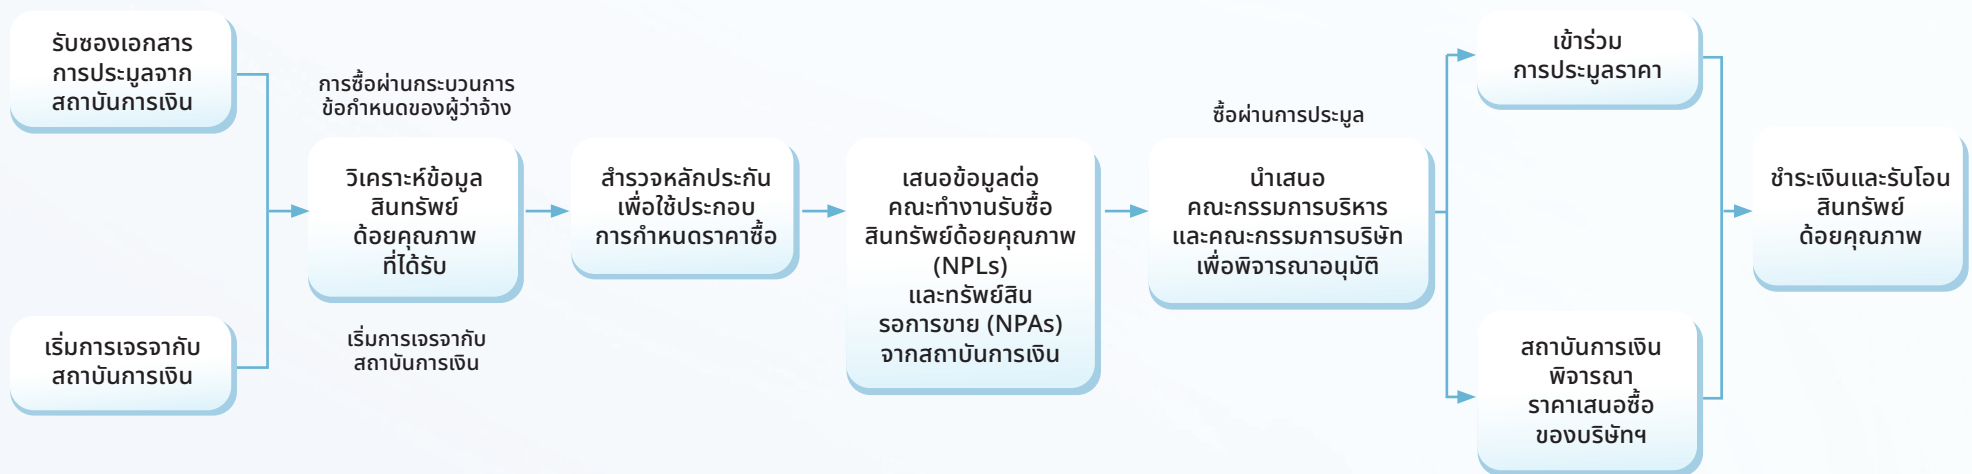 รับซองเอกสาร
การประมูลจาก
สถาบันการเงิน
เริ่มการเจรจากับ
สถาบันการเงิน
การซื้อผ่านกระบวนการ
ข้อกำหนดของผู้ว่าจ้าง
วิเคราะห์ข้อมูล
สินทรัพย์
ด้อยคุณภาพ
ที่ได้รับ
เริ่มการเจรจากับ
สถาบันการเงิน
สำรวจหลักประกัน
เพื่อใช้ประกอบ
การกำหนดราคาซื้อ
เสนอข้อมูลต่อ
คณะทำงานรับซื้อ
สินทรัพย์ด้อยคุณภาพ
(NPLs)
และทรัพย์สิน
รอการขาย (NPAs)
จากสถาบันการเงิน
ซื้อผ่านการประมูล
นำเสนอ
คณะกรรมการบริหาร
และคณะกรรมการบริษัท
เพื่อพิจารณาอนุมัติ
เข้าร่วม
การประมูลราคา
สถาบันการเงิน
พิจารณา
ราคาเสนอซื้อ
ของบริษัทฯ
ชำระเงินและรับโอน
สินทรัพย์
ด้อยคุณภาพ